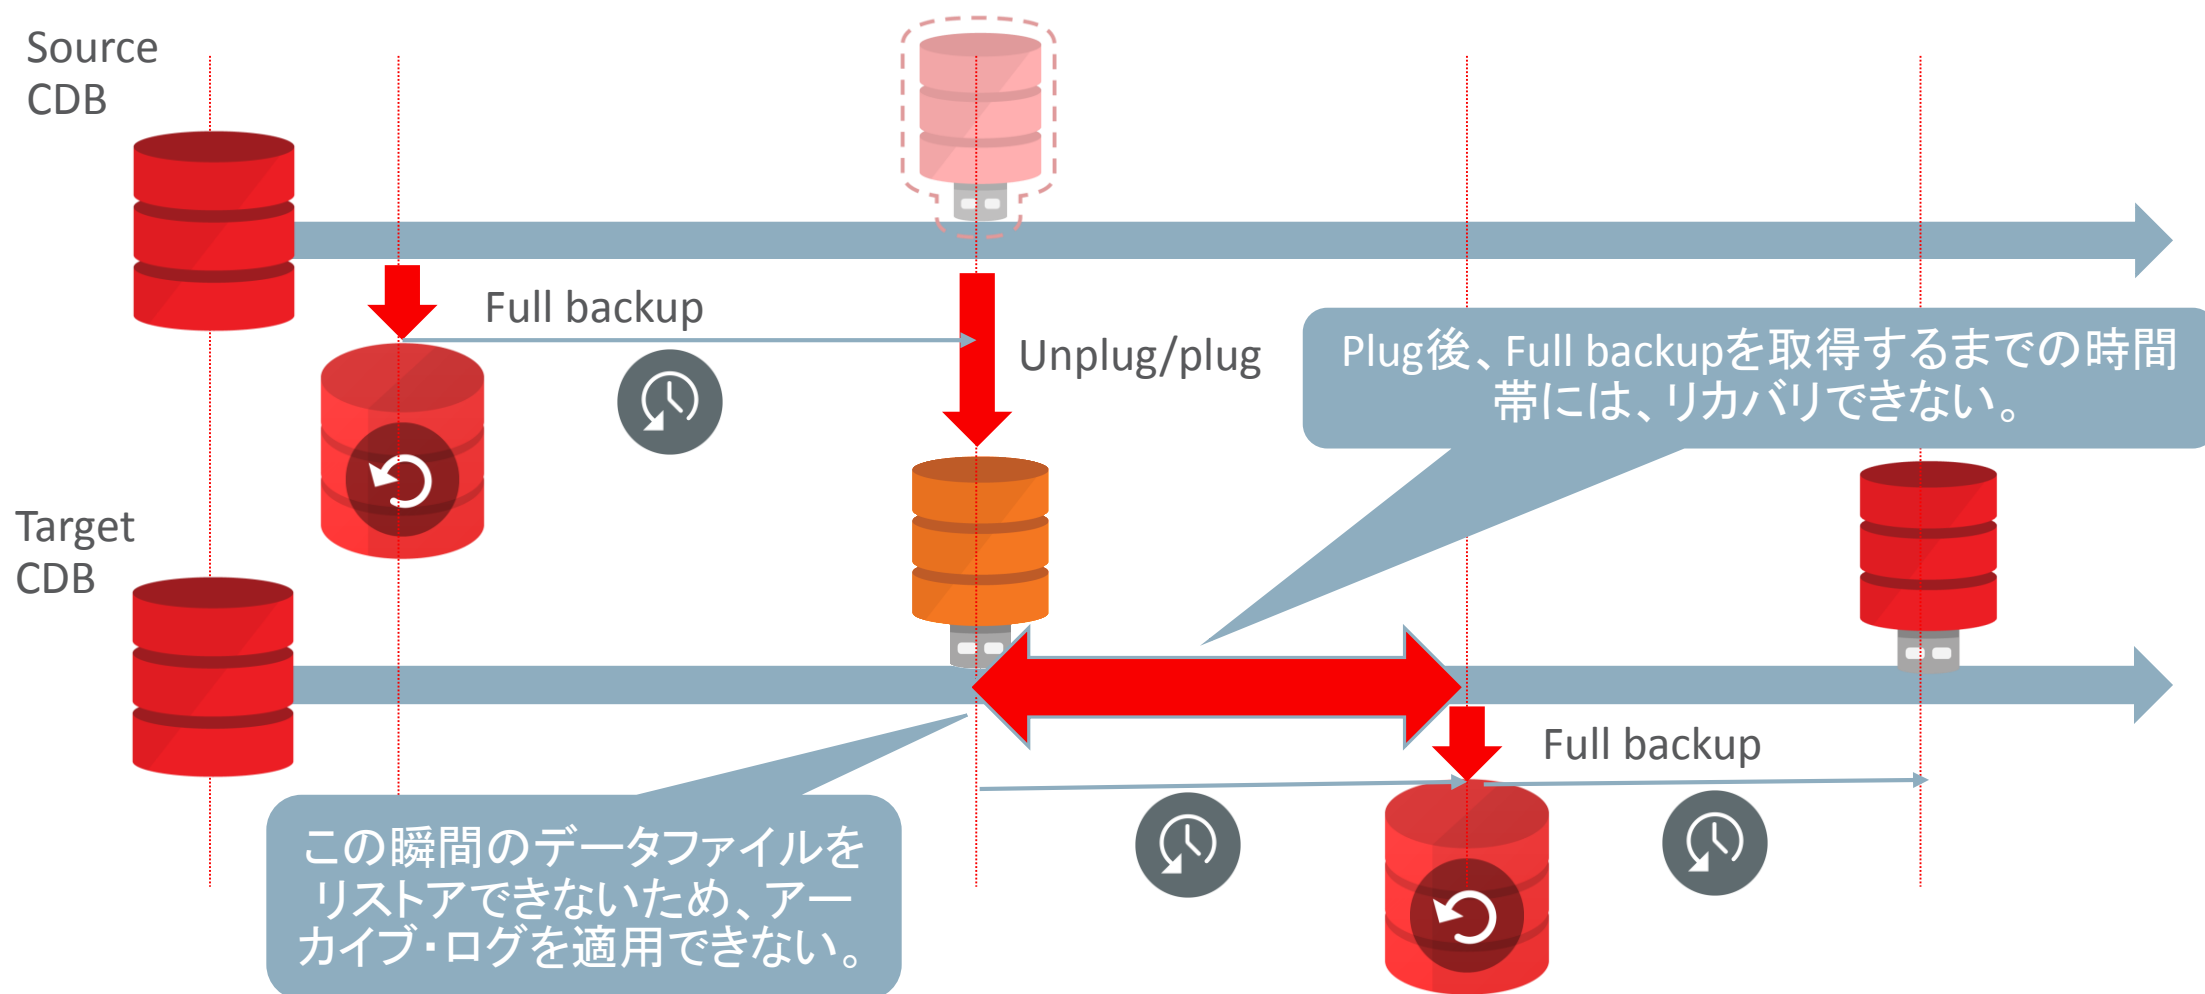 Source
CDB
Full backup
Unplug/plug
Plug後、Full backupを取得するまでの時間
帯には、リカバリできない。
Target
CDB
Full backup
この瞬間のデータファイルを
リストアできないため、アー
カイブ・ログを適用できない。